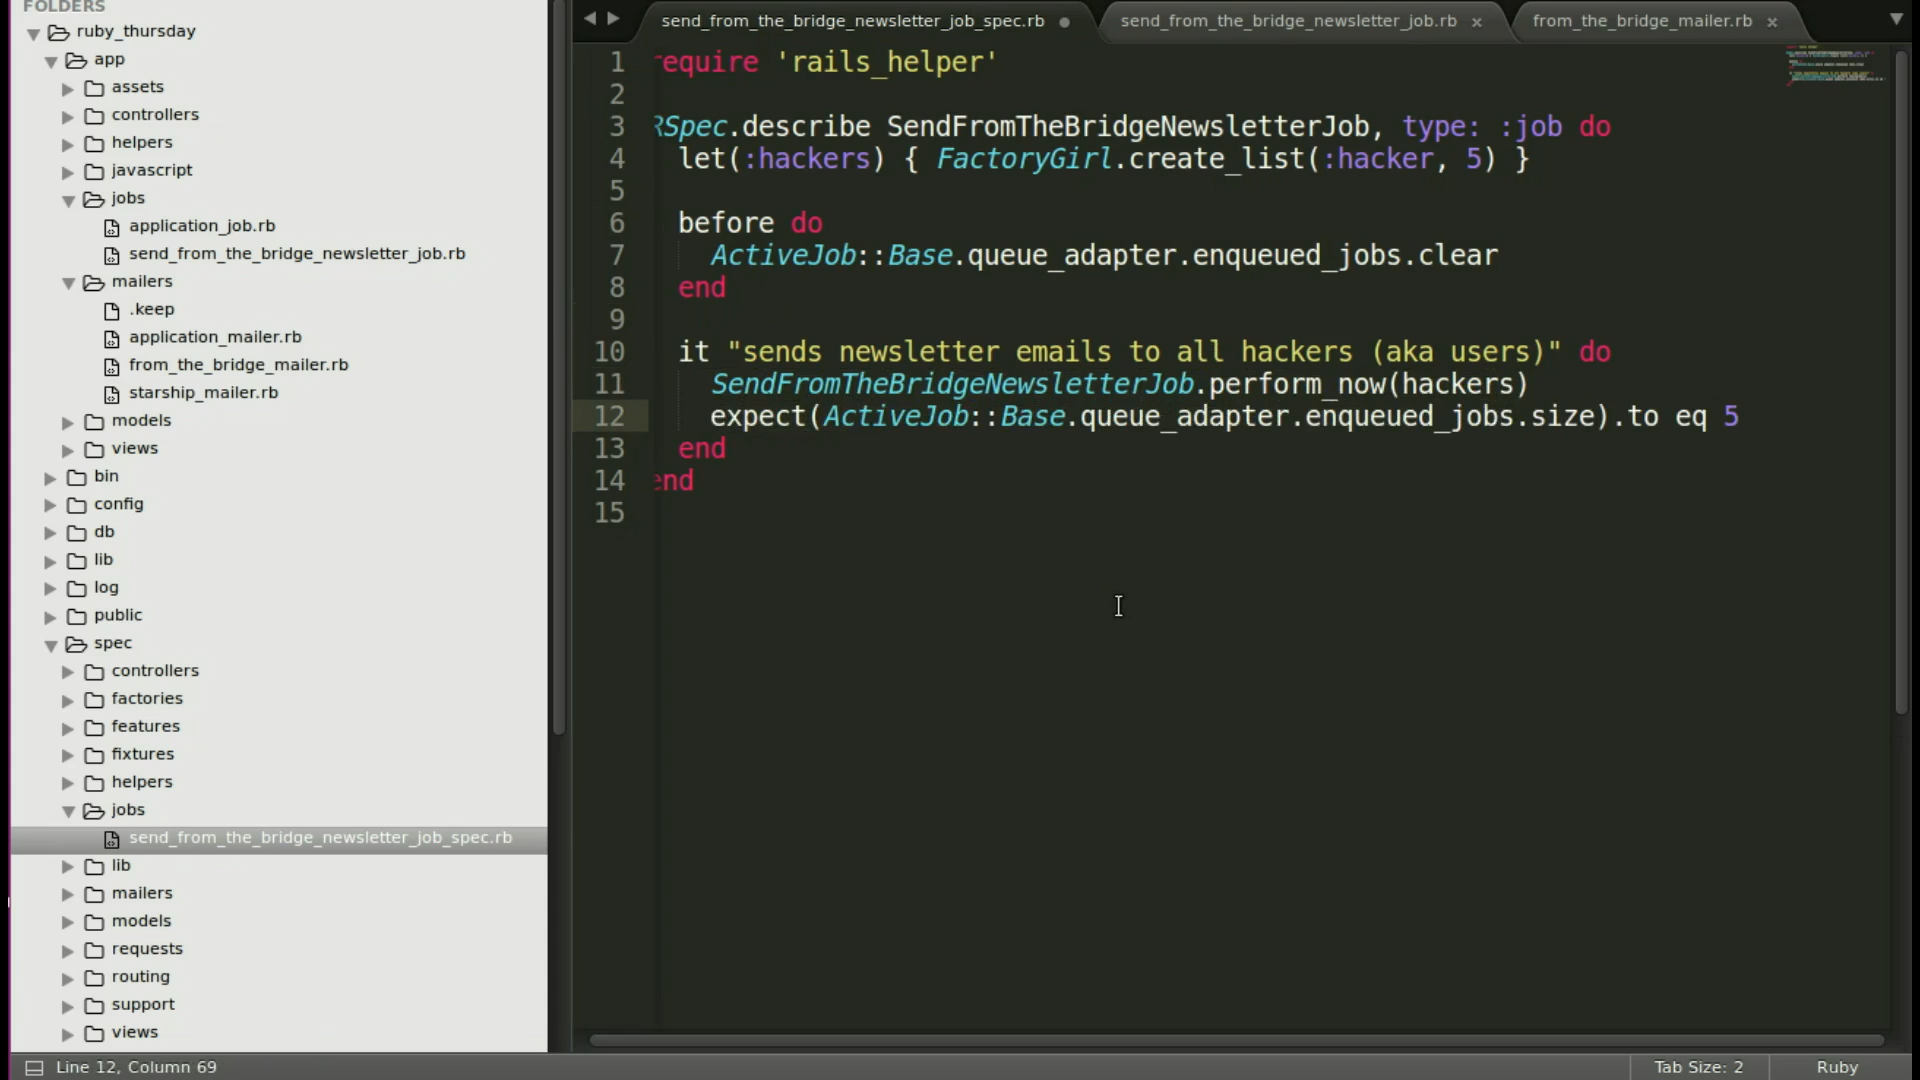 FOLDERS
ruby_thursday
app
assets
controllers
helpers
javascript
jobs
application_job.rb
send_from_the_bridge_newsletter_job.rb
mailers
.keep
application_mailer.rb
from_the_bridge_mailer.rb
starship_mailer.rb
models
views
bin
config
db
lib
log
public
spec
controllers
factories
features
fixtures
helpers
jobs
send_from_the_bridge_newsletter_job_spec.rb
lib
mailers
models
requests
routing
support
views
send_from_the_bridge_newsletter_job_spec.rb
send_from_the_bridge_newsletter_job.rb
from_the_bridge_mailer.rb
1 require 'rails_helper'
2
3 RSpec.describe SendFromTheBridgeNewsletterJob, type: :job do
4 let(:hackers) { FactoryGirl.create_list(:hacker, 5) }
5
6 before do
7 ActiveJob::Base.queue_adapter.enqueued_jobs.clear
8 end
9
10 it "sends newsletter emails to all hackers (aka users)" do
11 SendFromTheBridgeNewsletterJob.perform_now(hackers)
12 expect(ActiveJob::Base.queue_adapter.enqueued_jobs.size).to eq 5
13 end
14 end
15
Line 12, Column 69
Tab Size: 2
Ruby